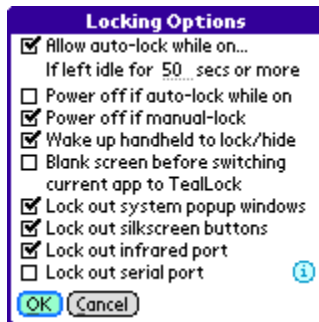 Locking Options
Allow auto-lock while on...
If left idle for 50 secs or more
Power off if auto-lock while on
Power off if manual-lock
Wake up handheld to lock/hide
Blank screen before switching
current app to TealLock
Lock out system popup windows
Lock out silkscreen buttons
Lock out infrared port
Lock out serial port
i
OK Cancel